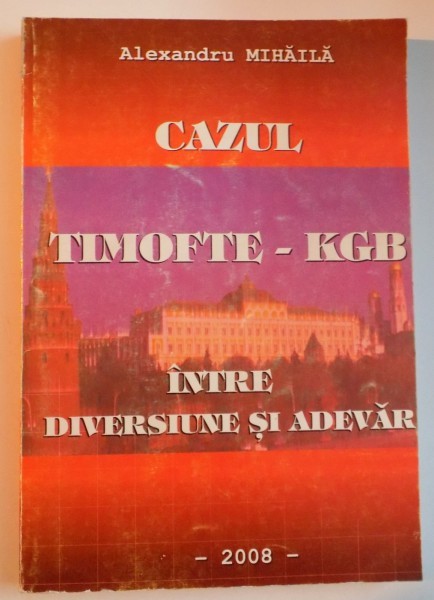 Alexandru MIHĂILĂ
CAZUL
TIMOFTE - KGB
ÎNTRE
DIVERSIUNE ȘI ADEVĂR
- 2008 -